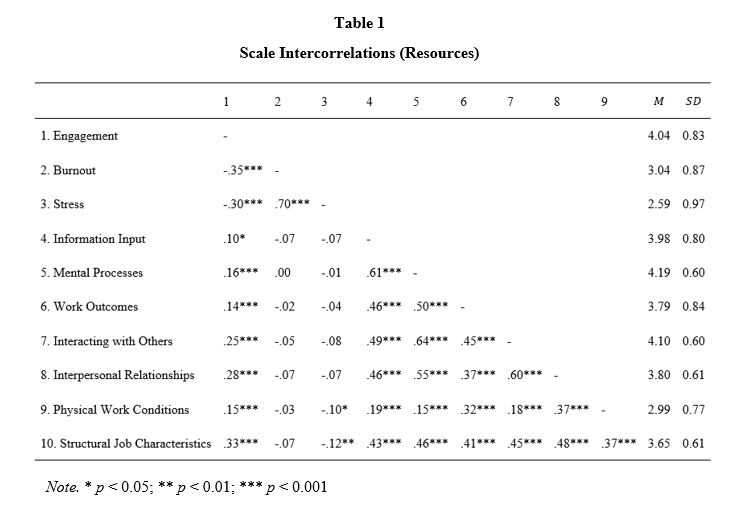 Table 1
Scale Intercorrelations (Resources)
1 2 3 4 5 6 7 8 9 M SD
1. Engagement - 4.04 0.83
2. Burnout -.35*** - 3.04 0.87
3. Stress -.30*** .70*** - 2.59 0.97
4. Information Input .10* -.07 -.07 - 3.98 0.80
5. Mental Processes .16*** .00 -.01 .61*** - 4.19 0.60
6. Work Outcomes .14*** -.02 -.04 .46*** .50*** - 3.79 0.84
7. Interacting with Others .25*** -.05 -.08 .49*** .64*** .45*** - 4.10 0.60
8. Interpersonal Relationships .28*** -.07 -.07 .46*** .55*** .37*** .60*** - 3.80 0.61
9. Physical Work Conditions .15*** -.03 -.10* .19*** .15*** .32*** .18*** .37*** - 2.99 0.77
10. Structural Job Characteristics .33*** -.07 -.12** .43*** .46*** .41*** .45*** .48*** .37*** 3.65 0.61
Note. * p < 0.05; ** p < 0.01; *** p < 0.001